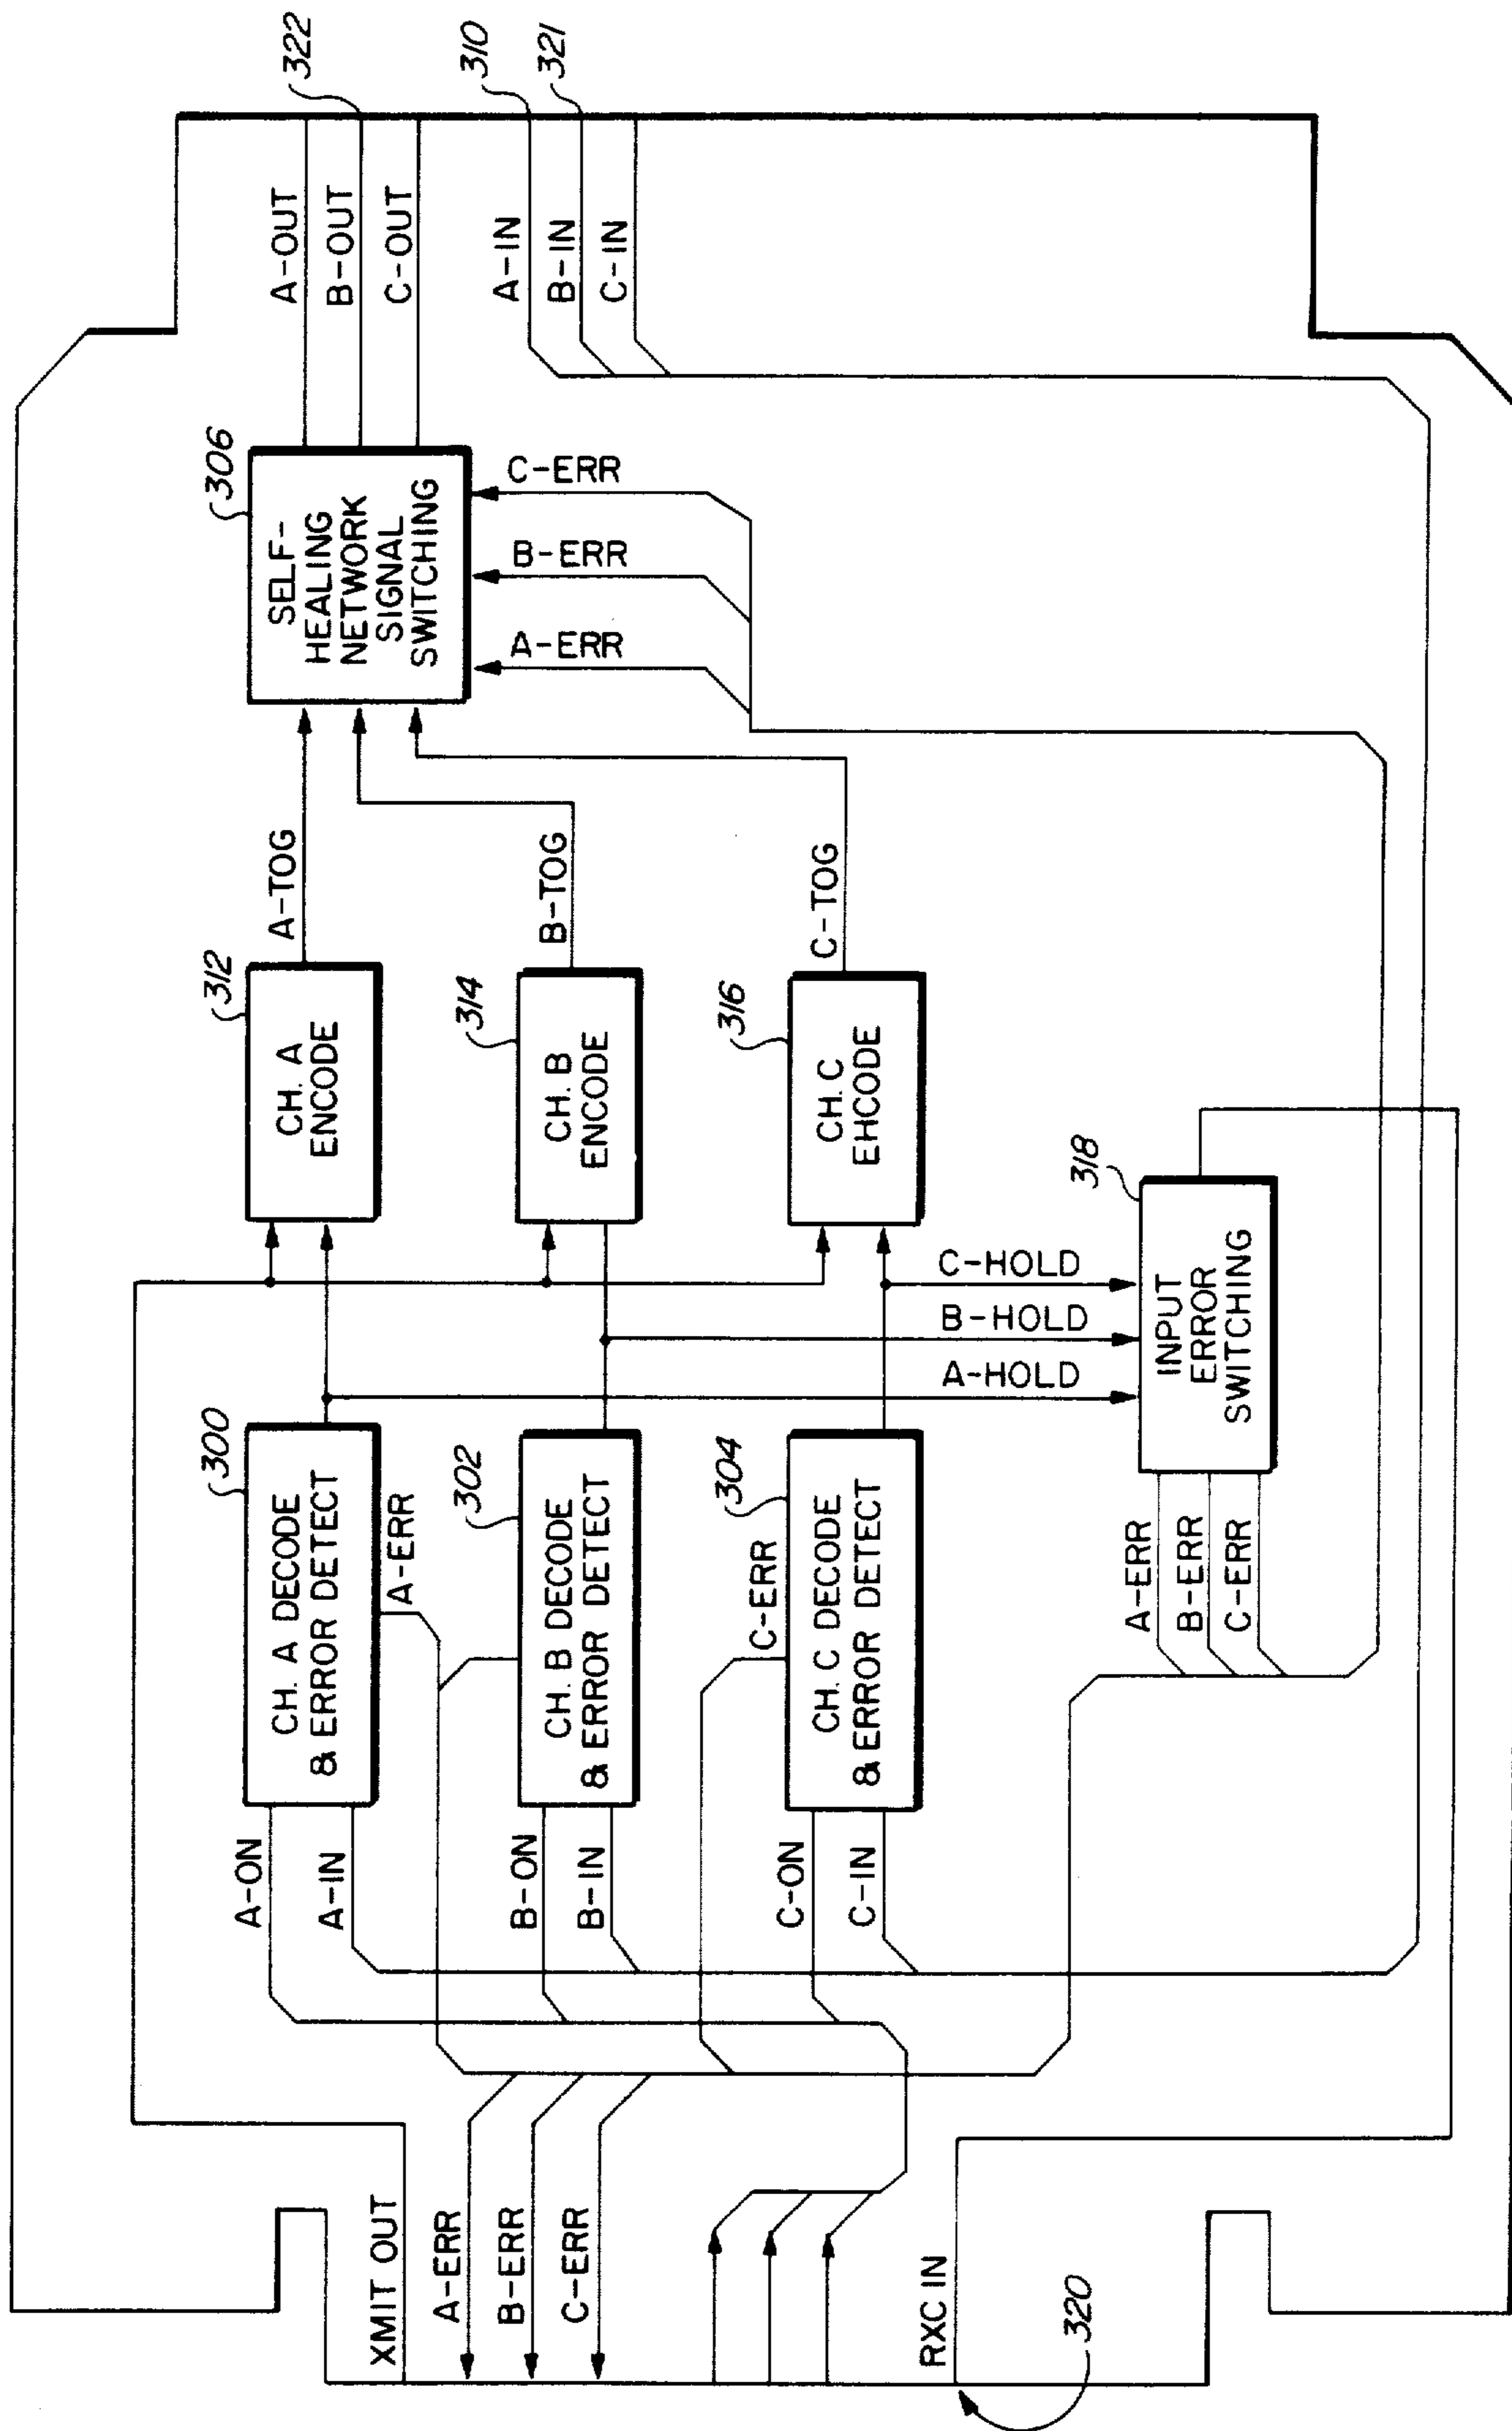 322
310
321
A-OUT
B-OUT
C-OUT
A-IN
B-IN
C-IN
306
SELF-
HEALING
NETWORK
SIGNAL
SWITCHING
C-ERR
B-ERR
A-ERR
A-TOG
B-TOG
C-TOG
312
CH. A
ENCODE
314
CH. B
ENCODE
316
CH. C
EHCODE
318
INPUT
ERROR
SWITCHING
C-HOLD
B-HOLD
A-HOLD
300
CH. A DECODE
& ERROR DETECT
A-ERR
302
CH. B DECODE
& ERROR DETECT
304
C-ERR
CH. C DECODE
& ERROR DETECT
A-ERR
B-ERR
C-ERR
A-ON
A-IN
B-ON
B-IN
C-ON
C-IN
XMIT OUT
A-ERR
B-ERR
C-ERR
RXC IN
320